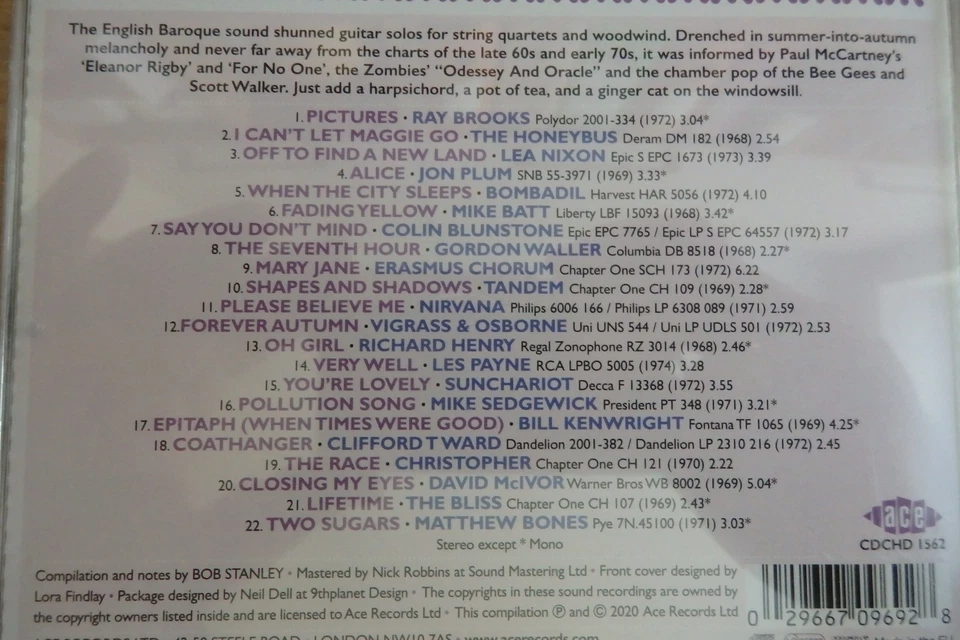 The English Baroque sound shunned guitar solos for string quartets and woodwind. Drenched in summer-into-autumn
melancholy and never far away from the charts of the late 60s and early 70s, it was informed by Paul McCartney's
'Eleanor Rigby' and 'For No One', the Zombies' "Odessey And Oracle" and the chamber pop of the Bee Gees and
Scott Walker. Just add a harpsichord, a pot of tea, and a ginger cat on the windowsill.
1. PICTURES • RAY BROOKS Polydor 2001-334 (1972) 3.04*
2. I CAN'T LET MAGGIE GO • THE HONEYBUS Deram DM 182 (1968) 2.54
3. OFF TO FIND A NEW LAND • LEA NIXON Epic S EPC 1673 (1973) 3.39
4. ALICE • JON PLUM SNB 55-3971 (1969) 3.33*
5. WHEN THE CITY SLEEPS • BOMBADIL Harvest HAR 5056 (1972) 4.10
6. FADING YELLOW • MIKE BATT Liberty LBF 15093 (1968) 3.42*
7. SAY YOU DON'T MIND • COLIN BLUNSTONE Epic EPC 7765 / Epic LP S EPC 64557 (1972) 3.17
8. THE SEVENTH HOUR • GORDON WALLER Columbia DB 8518 (1968) 2.27*
9. MARY JANE • ERASMUS CHORUM Chapter One SCH 173 (1972) 6.22
10. SHAPES AND SHADOWS • TANDEM Chapter One CH 109 (1969) 2.28*
11. PLEASE BELIEVE ME • NIRVANA Philips 6006 166 / Philips LP 6308 089 (1971) 2.59
12. FOREVER AUTUMN • VIGRASS & OSBORNE Uni UNS 544 / Uni LP UDLS 501 (1972) 2.53
13. OH GIRL • RICHARD HENRY Regal Zonophone RZ 3014 (1968) 2.46*
14. VERY WELL • LES PAYNE RCA LPBO 5005 (1974) 3.28
15. YOU'RE LOVELY • SUNCHARIOT Decca F 13368 (1972) 3.55
16. POLLUTION SONG • MIKE SEDGEWICK President PT 348 (1971) 3.21*
17. EPITAPH (WHEN TIMES WERE GOOD) • BILL KENWRIGHT Fontana TF 1065 (1969) 4.25*
18. COATHANGER • CLIFFORD T WARD Dandelion 2001-382 / Dandelion LP 2310 216 (1972) 2.45
19. THE RACE • CHRISTOPHER Chapter One CH 121 (1970) 2.22
20. CLOSING MY EYES • DAVID McIVOR Warner Bros WB 8002 (1969) 5.04*
21. LIFETIME • THE BLISS Chapter One CH 107 (1969) 2.43*
22. TWO SUGARS • MATTHEW BONES Pye 7N.45100 (1971) 3.03*
Stereo except * Mono
ace
CDCHD 1562
Compilation and notes by BOB STANLEY • Mastered by Nick Robbins at Sound Mastering Ltd • Front cover designed by
Lora Findlay • Package designed by Neil Dell at 9thplanet Design • The copyrights in these sound recordings are owned by
the copyright owners listed inside and are licensed to Ace Records Ltd • This compilation ℗ and © 2020 Ace Records Ltd
0 29667 09692 8